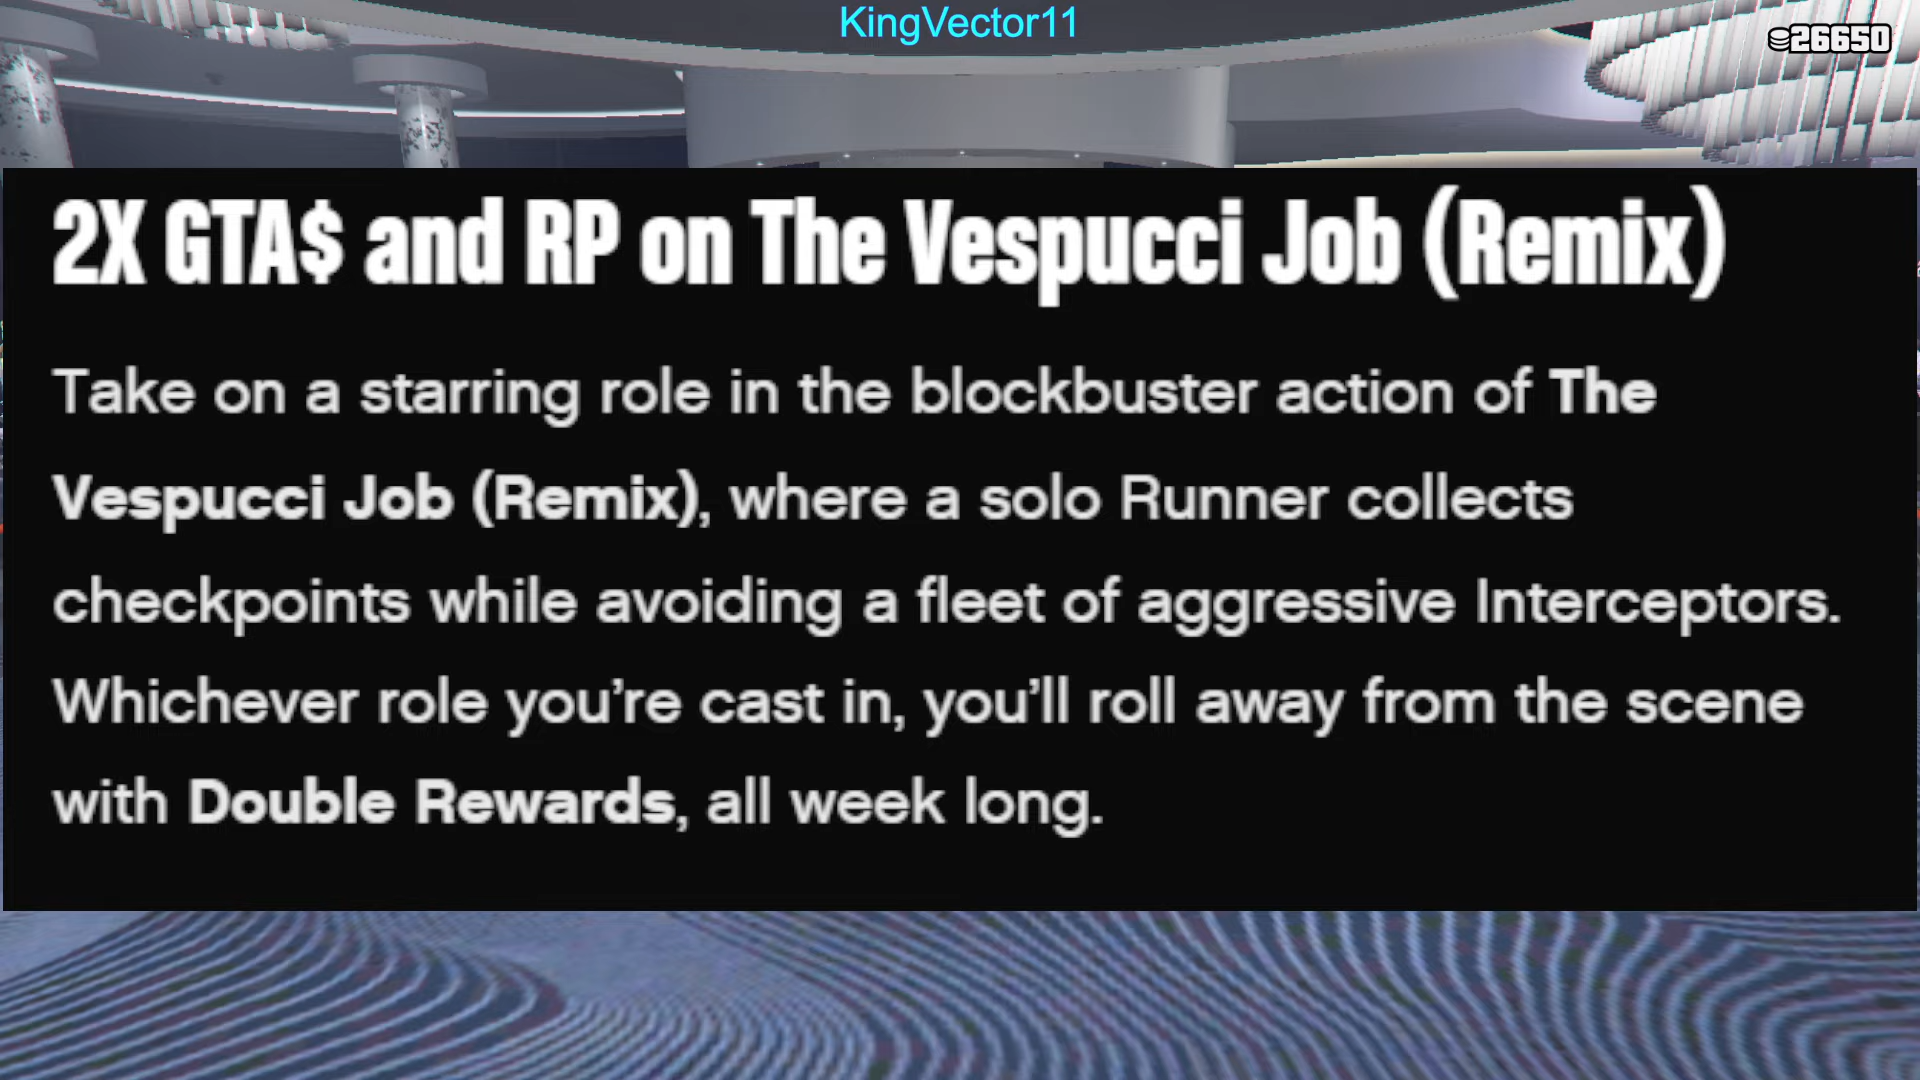 KingVector11
26650
2X GTA$ and RP on The Vespucci Job (Remix)
Take on a starring role in the blockbuster action of The
Vespucci Job (Remix), where a solo Runner collects
checkpoints while avoiding a fleet of aggressive Interceptors.
Whichever role you’re cast in, you’ll roll away from the scene
with Double Rewards, all week long.